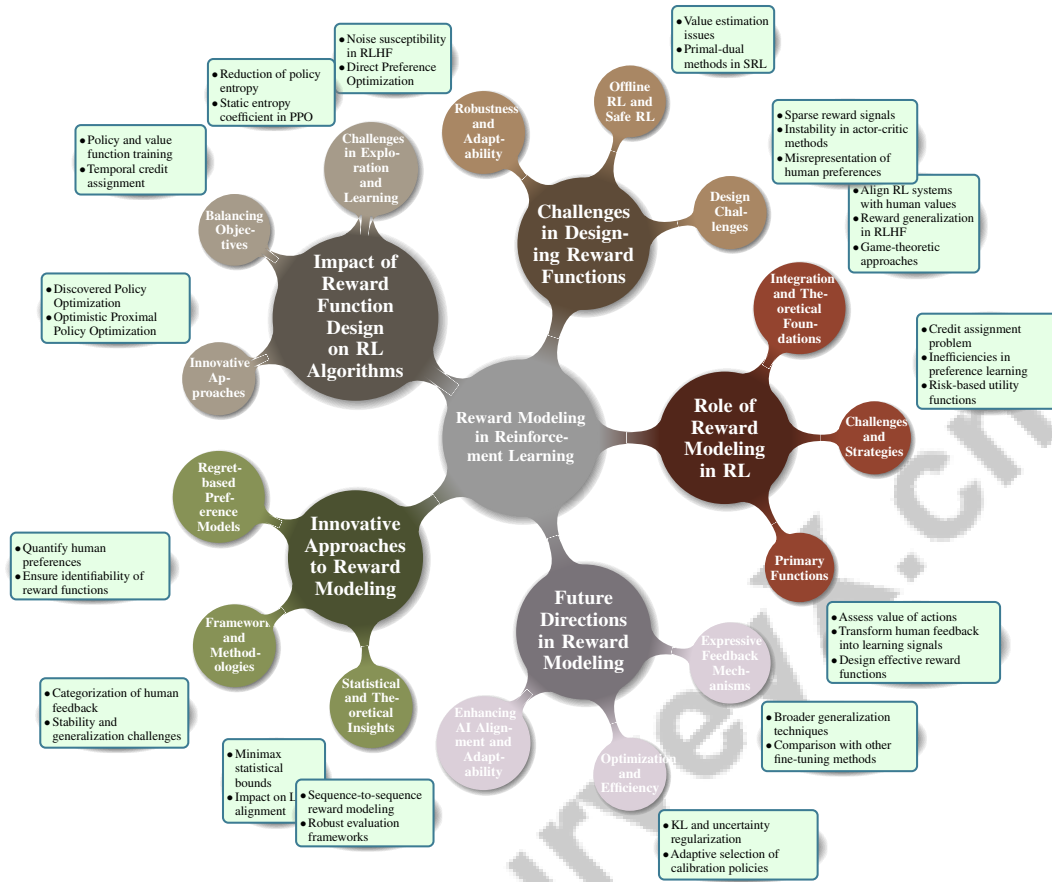 Noise susceptibility
in RLHF
Direct Preference
Optimization
Reduction of policy
entropy
Static entropy
coefficient in PPO
Policy and value
function training
Temporal credit
assignment
Discovered Policy
Optimization
Optimistic Proximal
Policy Optimization
Challenges
in Explo-
ration
and
Learning
Balancing
Objec-
tives
Innovative
Ap-
proaches
Impact of
Reward
Function
Design
on RL
Algorithms
Value estimation
issues
Primal-dual
methods in SRL
Sparse reward signals
Instability in actor-critic
methods
Misrepresentation of
human preferences
Align RL systems
with human values
Reward generalization
in RLHF
Game-theoretic
approaches
Robustness
and
Adapt-
ability
Offline
RL and
Safe RL
Design
Chal-
lenges
Challenges
in Design-
ing Reward
Functions
Integration
and The-
oretical
Foun-
dations
Credit assignment
problem
Inefficiencies in
preference learning
Risk-based utility
functions
Challenges
and
Strategies
Role of
Reward
Modeling
in RL
Primary
Functions
Assess value of actions
Transform human feedback
into learning signals
Design effective reward
functions
Reward Modeling
in Reinforce-
ment Learning
Regret-
based Pref-
erence
Models
Quantify human
preferences
Ensure identifiability of
reward functions
Innovative
Approaches
to Reward
Modeling
Framework
and
Methodol-
ogies
Categorization of human
feedback
Stability and
generalization challenges
Statistical
and The-
oretical
Insights
Minimax
statistical
bounds
Impact on
alignment
Sequence-to-sequence
reward modeling
Robust evaluation
frameworks
Future
Directions
in Reward
Modeling
Expressive
Feedback
Mech-
anisms
Broader generalization
techniques
Comparison with other
fine-tuning methods
Enhancing
AI Align-
ment and
Adapt-
ability
Optimization
and
Efficiency
KL and uncertainty
regularization
Adaptive selection of
calibration policies